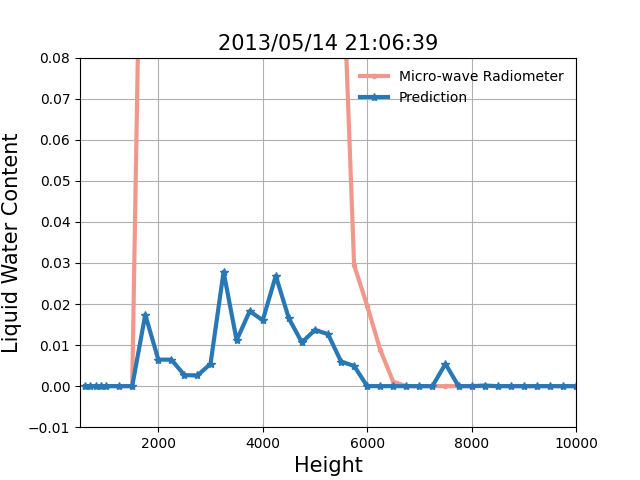 2013/05/14 21:06:39
Micro-wave Radiometer
Prediction
Liquid Water Content
0.08
0.07
0.06
0.05
0.04
0.03
0.02
0.01
0.00
−0.01
2000 4000 6000 8000 10000
Height